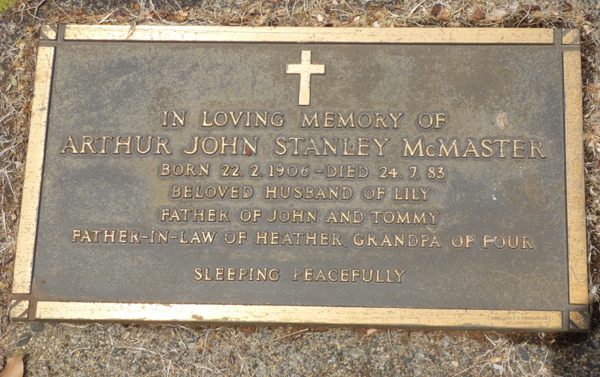 IN LOVING MEMORY OF
ARTHUR JOHN STANLEY McMASTER
BORN 22. 2. 1906 - DIED 24. 7. 83
BELOVED HUSBAND OF LILY
FATHER OF JOHN AND TOMMY
FATHER-IN-LAW OF HEATHER, GRANDPA OF FOUR
SLEEPING PEACEFULLY